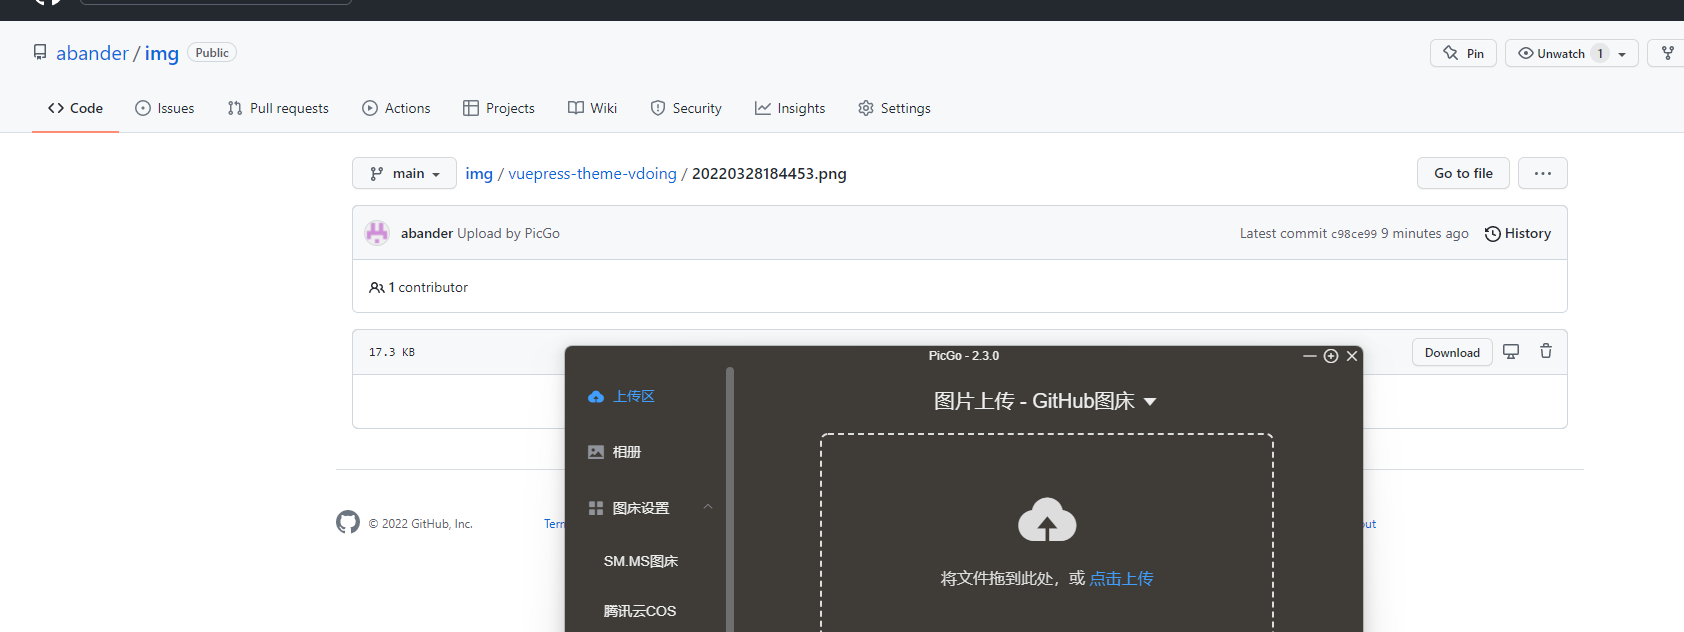 abander / img Public
Pin Unwatch 1
Code Issues Pull requests Actions Projects Wiki Security Insights Settings
main img / vuepress-theme-vdoing / 20220328184453.png Go to file ...
abander Upload by PicGo Latest commit c98ce99 9 minutes ago History
1 contributor
17.3 KB Download
PicGo - 2.3.0
上传区
图片上传 - GitHub图床
相册
图床设置
SM.MS图床
腾讯云COS
将文件拖到此处，或 点击上传
© 2022 GitHub, Inc.